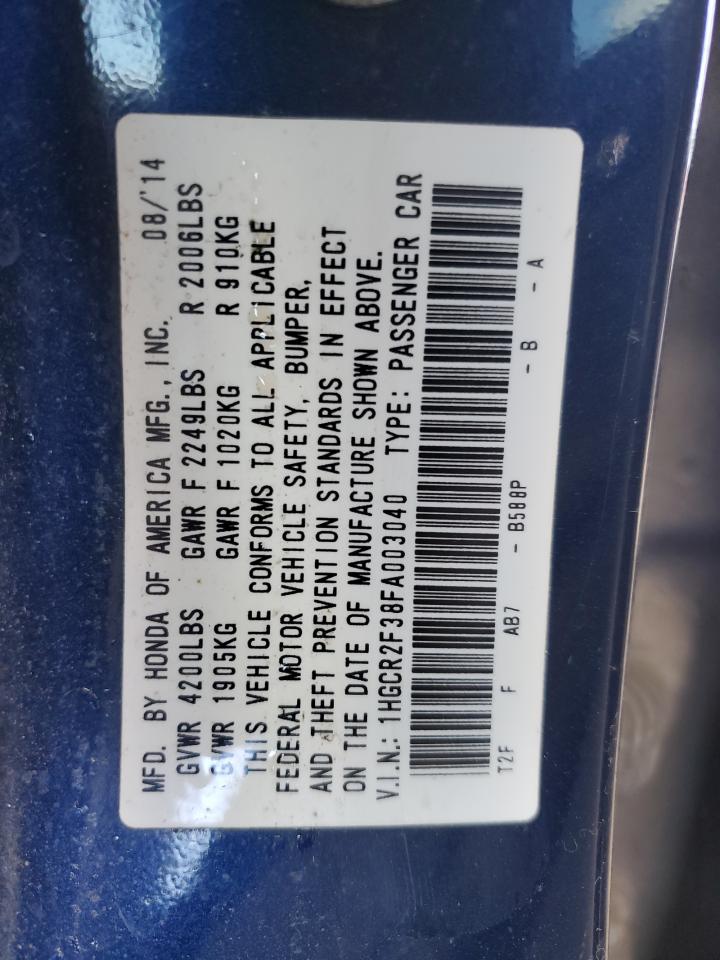 MFD. BY HONDA OF AMERICA MFG., INC. 08/'14
GVWR 4200LBS GAWR F 2249LBS R 2006LBS
GVWR 1905KG GAWR F 1020KG R 910KG
THIS VEHICLE CONFORMS TO ALL APPLICABLE
FEDERAL MOTOR VEHICLE SAFETY, BUMPER,
AND THEFT PREVENTION STANDARDS IN EFFECT
ON THE DATE OF MANUFACTURE SHOWN ABOVE.
V.I.N.: 1HGCR2F38FA003040 TYPE: PASSENGER CAR
T2F F AB7 - B588P - B - A